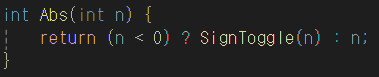 int Abs(int n) {
    return (n < 0) ? SignToggle(n) : n;
}